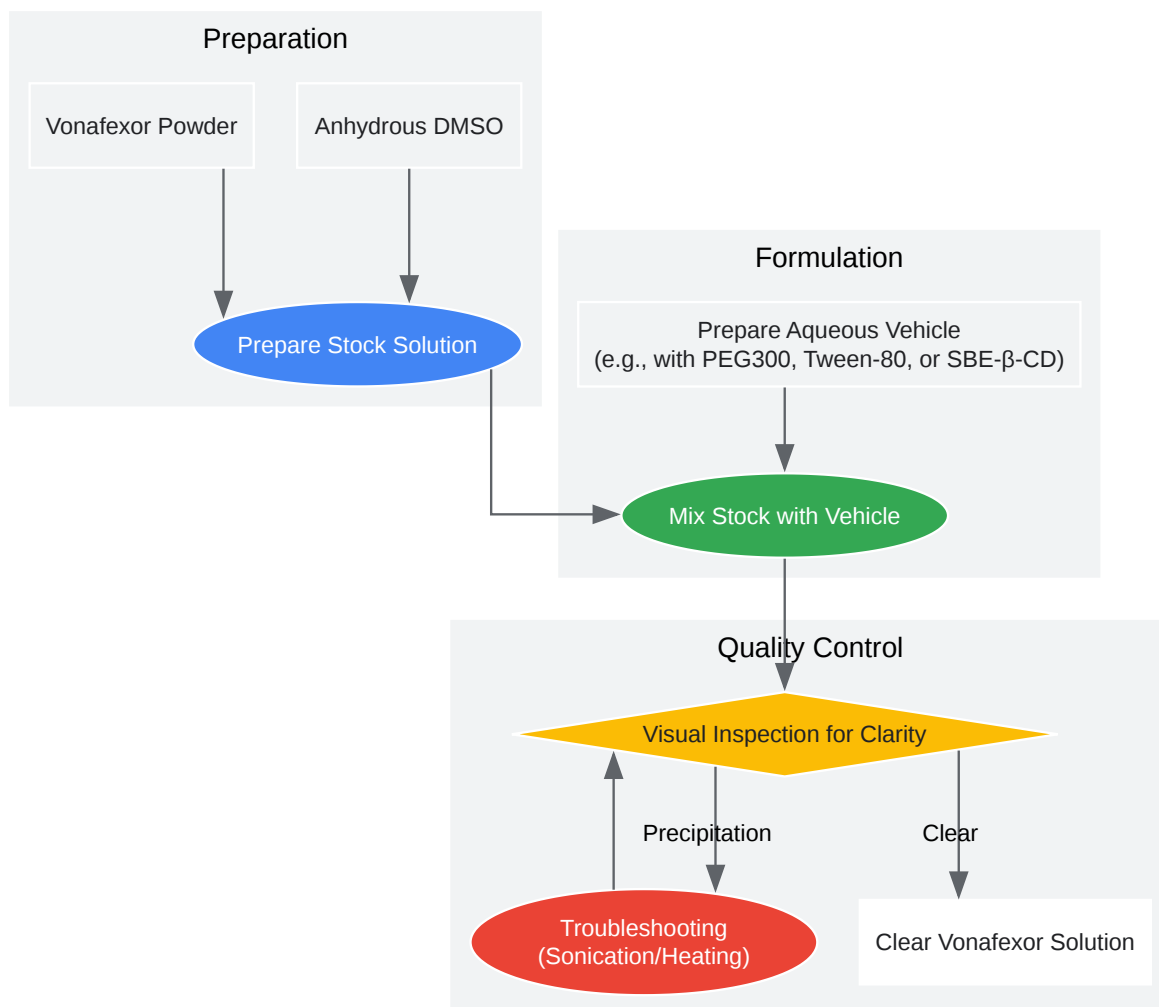 Preparation
Vonafexor Powder
Anhydrous DMSO
Prepare Stock Solution
Formulation
Prepare Aqueous Vehicle
(e.g., with PEG300, Tween-80, or SBE-β-CD)
Mix Stock with Vehicle
Quality Control
Visual Inspection for Clarity
Precipitation
Clear
Troubleshooting
(Sonication/Heating)
Clear Vonafexor Solution